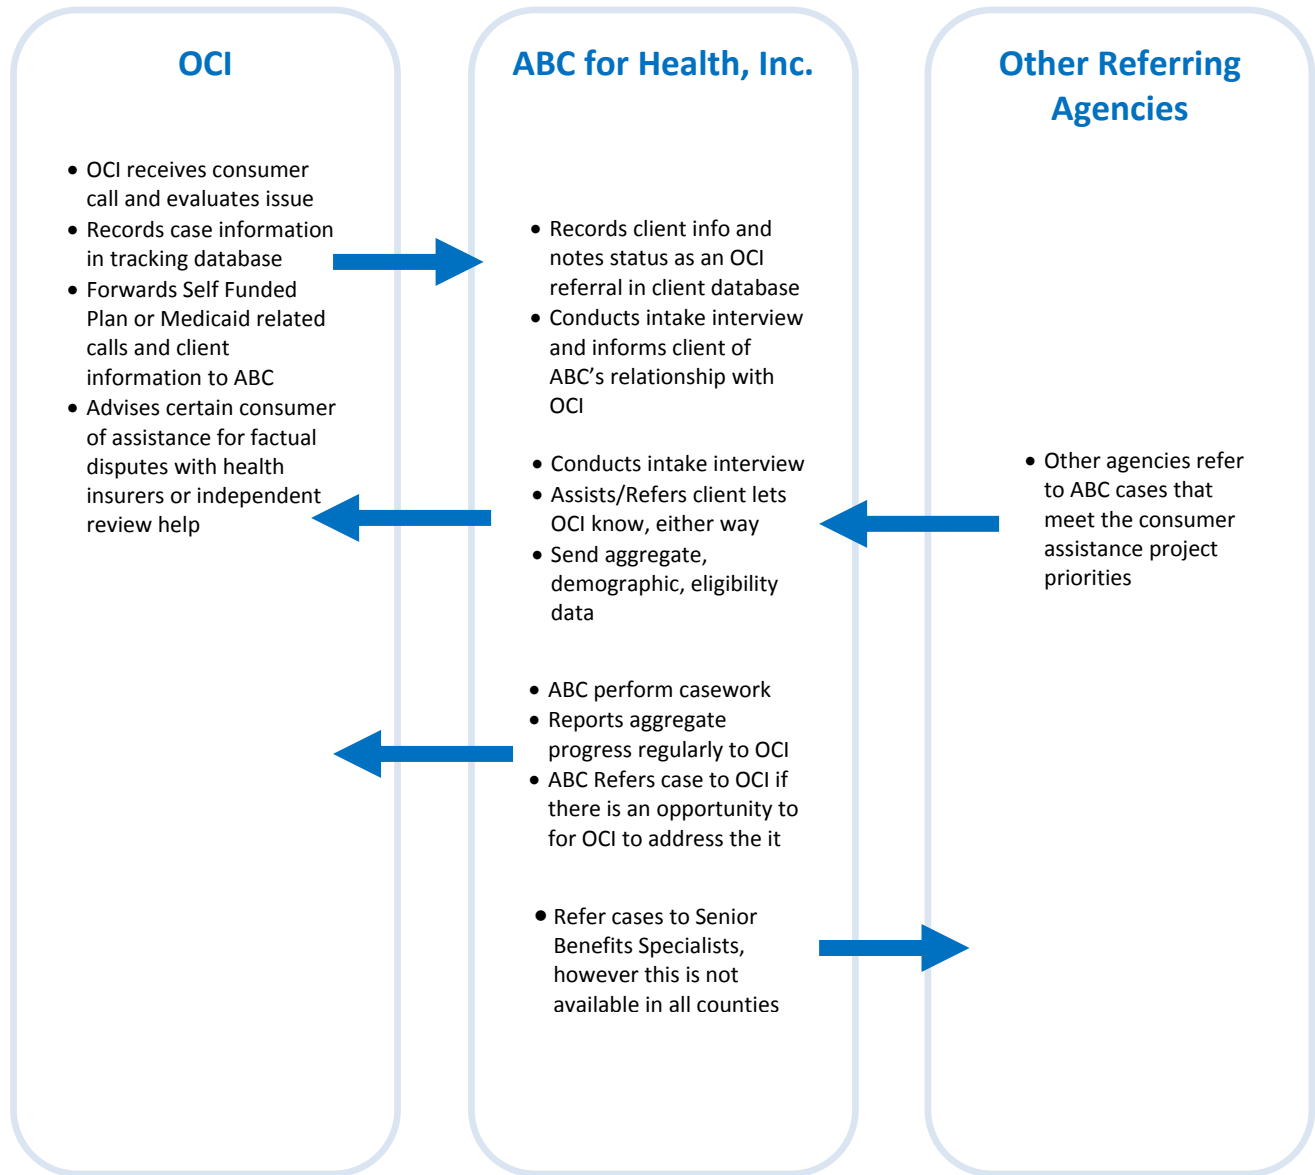 OCI
• OCI receives consumer
call and evaluates issue
• Records case information
in tracking database
• Forwards Self Funded
Plan or Medicaid related
calls and client
information to ABC
• Advises certain consumer
of assistance for factual
disputes with health
insurers or independent
review help
ABC for Health, Inc.
• Records client info and
notes status as an OCI
referral in client database
• Conducts intake interview
and informs client of
ABC’s relationship with
OCI
• Conducts intake interview
• Assists/Refers client lets
OCI know, either way
• Send aggregate,
demographic, eligibility
data
• ABC perform casework
• Reports aggregate
progress regularly to OCI
• ABC Refers case to OCI if
there is an opportunity to
for OCI to address the it
• Refer cases to Senior
Benefits Specialists,
however this is not
available in all counties
Other Referring
Agencies
• Other agencies refer
to ABC cases that
meet the consumer
assistance project
priorities